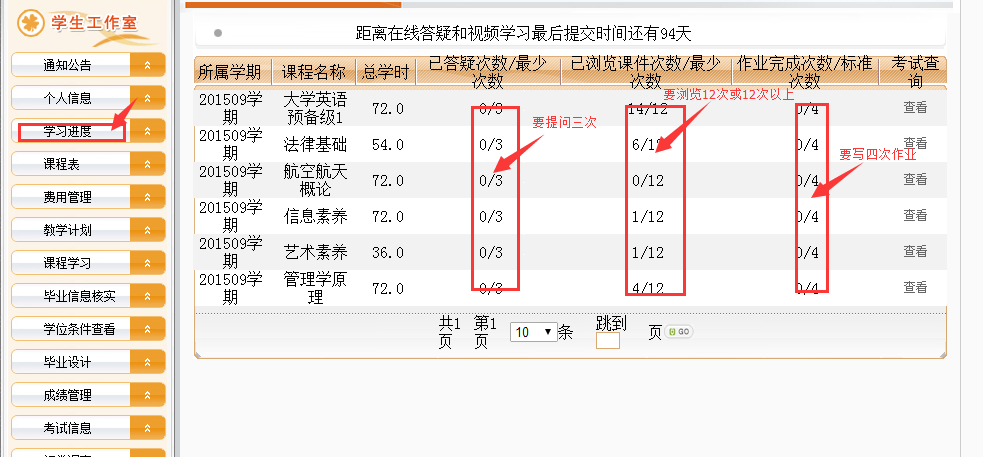 学生工作室
通知公告
个人信息
学习进度
课程表
费用管理
教学计划
课程学习
毕业信息核实
学位条件查看
毕业设计
成绩管理
考试信息
距离在线答疑和视频学习最后提交时间还有94天
所属学期 课程名称 总学时 已答疑次数/最少次数 已浏览课件次数/最少次数 作业完成次数/标准次数 考试查询
201509学期 大学英语预备级1 72.0 0/3 14/12 0/4 查看
201509学期 法律基础 54.0 0/3 6/12 0/4 查看
201509学期 航空航天概论 72.0 0/3 0/12 0/4 查看
201509学期 信息素养 72.0 0/3 1/12 0/4 查看
201509学期 艺术素养 36.0 0/3 1/12 0/4 查看
201509学期 管理学原理 72.0 0/3 4/12 0/4 查看
要提问三次
要浏览12次或12次以上
要写四次作业
共1页 第1页 10 条 跳到 页 GO